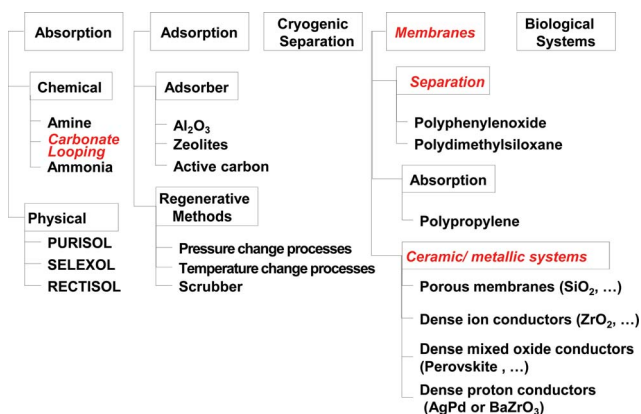 Absorption
Adsorption
Cryogenic
Separation
Membranes
Biological
Systems
Chemical
Amine
Carbonate
Looping
Ammonia
Physical
PURISOL
SELEXOL
RECTISOL
Adsorber
Al₂O₃
Zeolites
Active carbon
Regenerative
Methods
Pressure change processes
Temperature change processes
Scrubber
Separation
Polyphenylenoxide
Polydimethylsiloxane
Absorption
Polypropylene
Ceramic/ metallic systems
Porous membranes (SiO₂, ...)
Dense ion conductors (ZrO₂, ...)
Dense mixed oxide conductors
(Perovskite , ...)
Dense proton conductors
(AgPd or BaZrO₃)